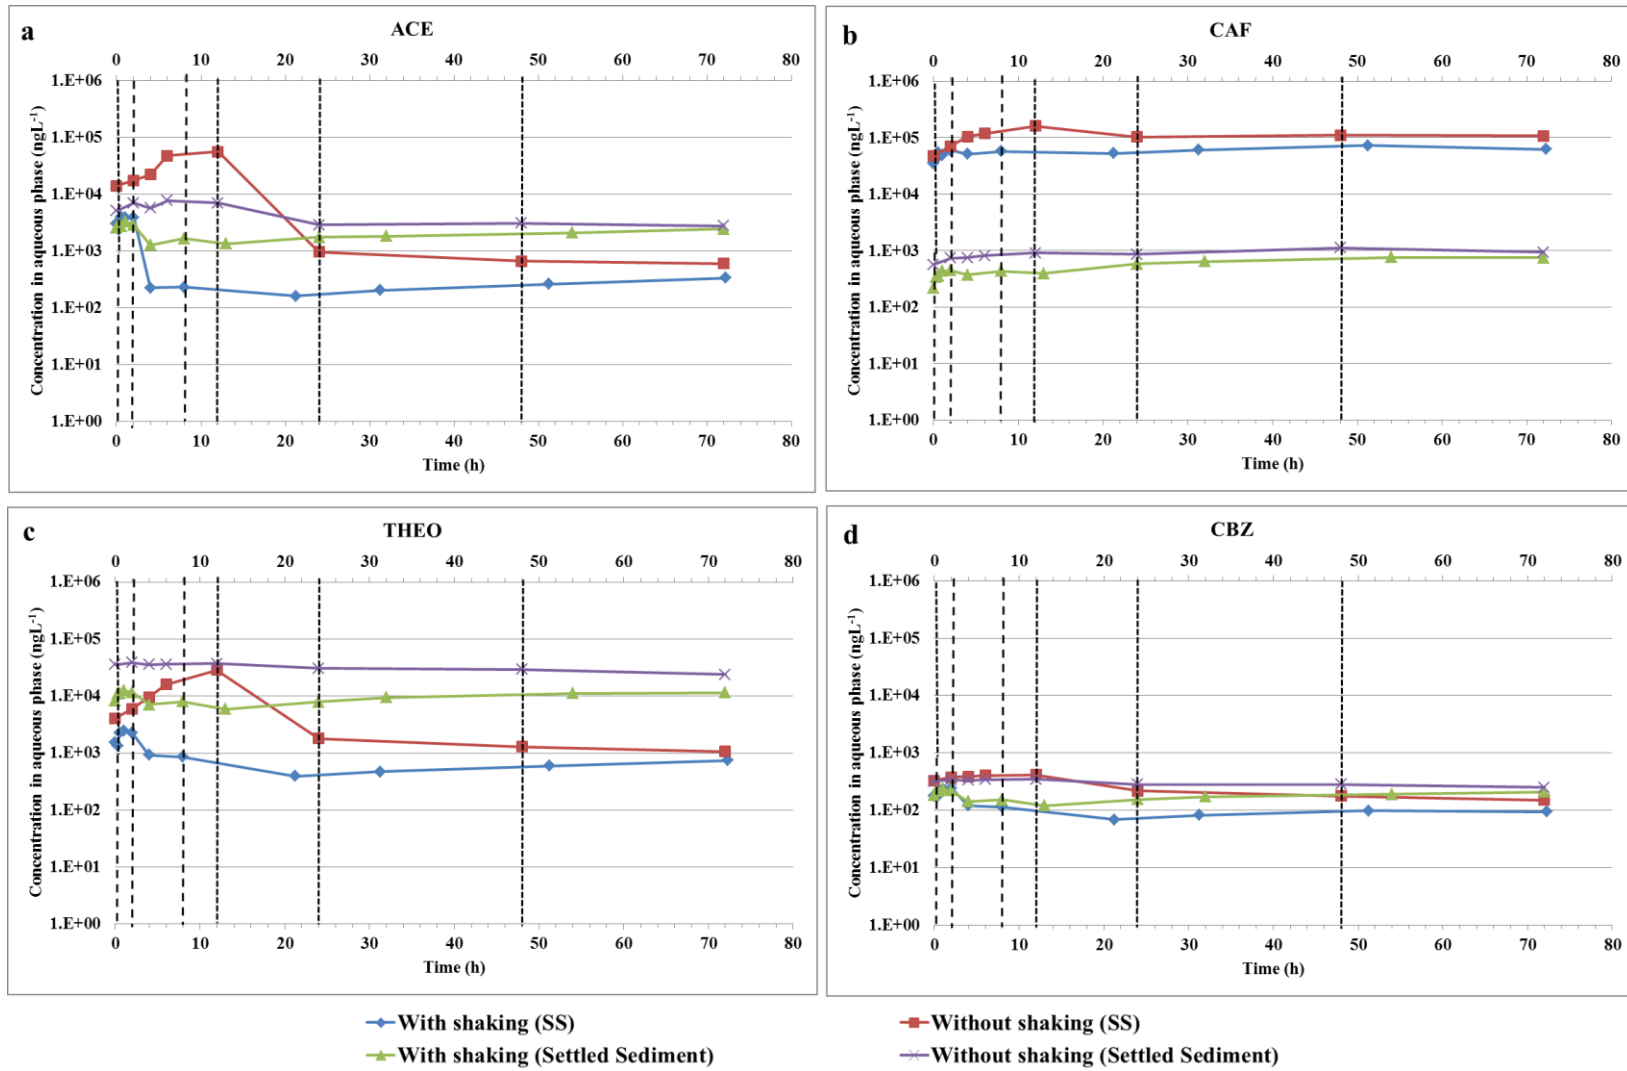 a
ACE
0 10 20 30 40 50 60 70 80
1.E+06
1.E+05
1.E+04
1.E+03
1.E+02
1.E+01
1.E+00
Concentration in aqueous phase (ngL⁻¹)
0 10 20 30 40 50 60 70 80
Time (h)
b
CAF
0 10 20 30 40 50 60 70 80
1.E+06
1.E+05
1.E+04
1.E+03
1.E+02
1.E+01
1.E+00
Concentration in aqueous phase (ngL⁻¹)
0 10 20 30 40 50 60 70 80
Time (h)
c
THEO
0 10 20 30 40 50 60 70 80
1.E+06
1.E+05
1.E+04
1.E+03
1.E+02
1.E+01
1.E+00
Concentration in aqueous phase (ngL⁻¹)
0 10 20 30 40 50 60 70 80
Time (h)
d
CBZ
0 10 20 30 40 50 60 70 80
1.E+06
1.E+05
1.E+04
1.E+03
1.E+02
1.E+01
1.E+00
Concentration in aqueous phase (ngL⁻¹)
0 10 20 30 40 50 60 70 80
Time (h)
With shaking (SS)
Without shaking (SS)
With shaking (Settled Sediment)
Without shaking (Settled Sediment)